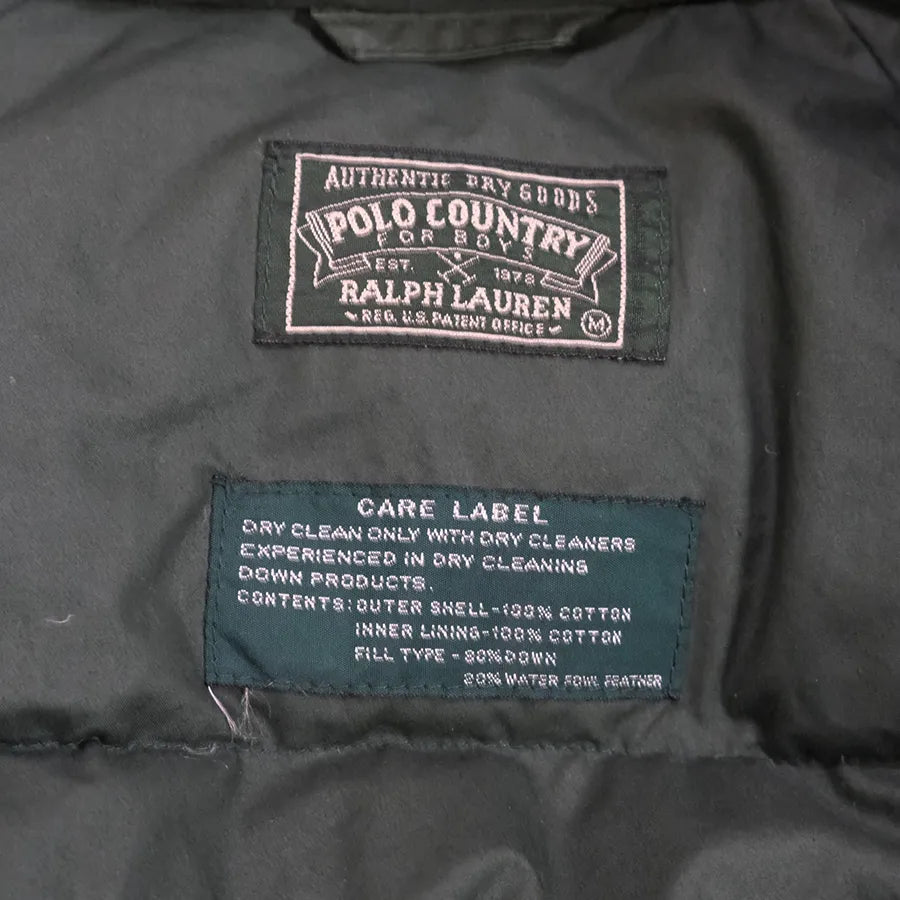 AUTHENTIC DRY GOODS
POLO COUNTRY
FOR BOYS
EST. 1978
RALPH LAUREN
REG. U.S. PATENT OFFICE M
CARE LABEL
DRY CLEAN ONLY WITH DRY CLEANERS
EXPERIENCED IN DRY CLEANING
DOWN PRODUCTS.
CONTENTS: OUTER SHELL-100% COTTON
INNER LINING-100% COTTON
FILL TYPE - 80% DOWN
20% WATER FOWL FEATHER